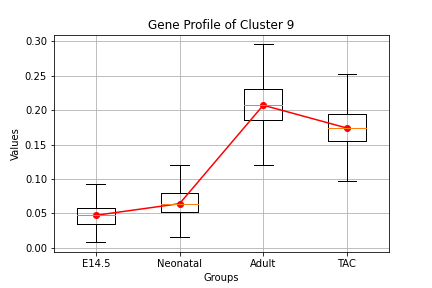 Gene Profile of Cluster 9
0.30
0.25
0.20
0.15
0.10
0.05
0.00
Values
E14.5 Neonatal Adult TAC
Groups